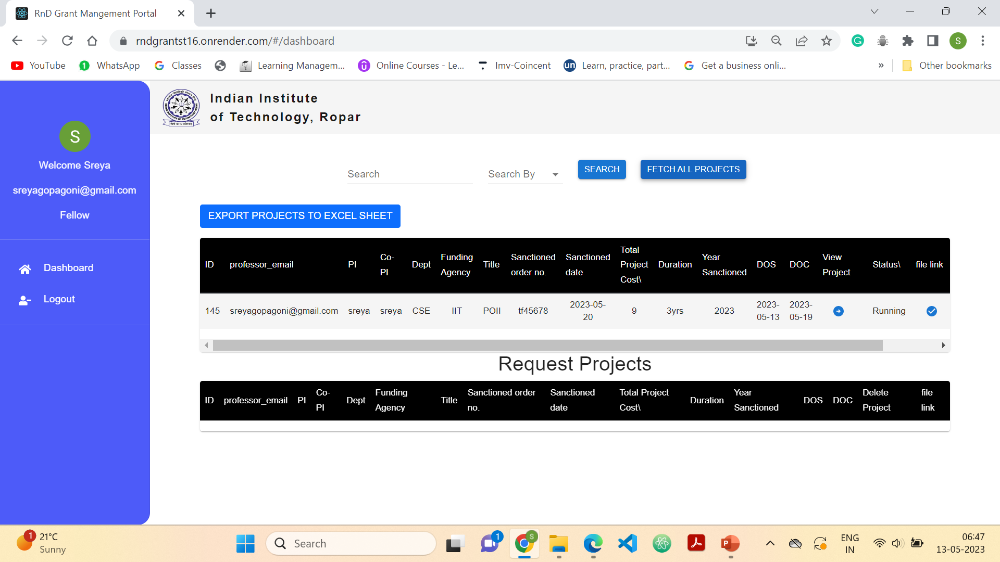 RnD Grant Mangement Portal
rndgrantst16.onrender.com/#/dashboard
YouTube
WhatsApp
Classes
Learning Managem...
Online Courses - Le...
Imv-Coincent
Learn, practice, part...
Get a business onli...
»
Other bookmarks
S
Welcome Sreya
sreyagopagoni@gmail.com
Fellow
Dashboard
Logout
Indian Institute
of Technology, Ropar
Search
Search By
SEARCH
FETCH ALL PROJECTS
EXPORT PROJECTS TO EXCEL SHEET
ID professor_email PI Co-PI Dept Funding Agency Title Sanctioned order no. Sanctioned date Total Project Cost\ Duration Year Sanctioned DOS DOC View Project Status\ file link
145 sreyagopagoni@gmail.com sreya sreya CSE IIT POII tf45678 2023-05-20 9 3yrs 2023 2023-05-13 2023-05-19 Running
Request Projects
ID professor_email PI Co-PI Dept Funding Agency Title Sanctioned order no. Sanctioned date Total Project Cost\ Duration Year Sanctioned DOS DOC Delete Project file link
1
21°C
Sunny
Search
1
S
ENG
IN
06:47
13-05-2023